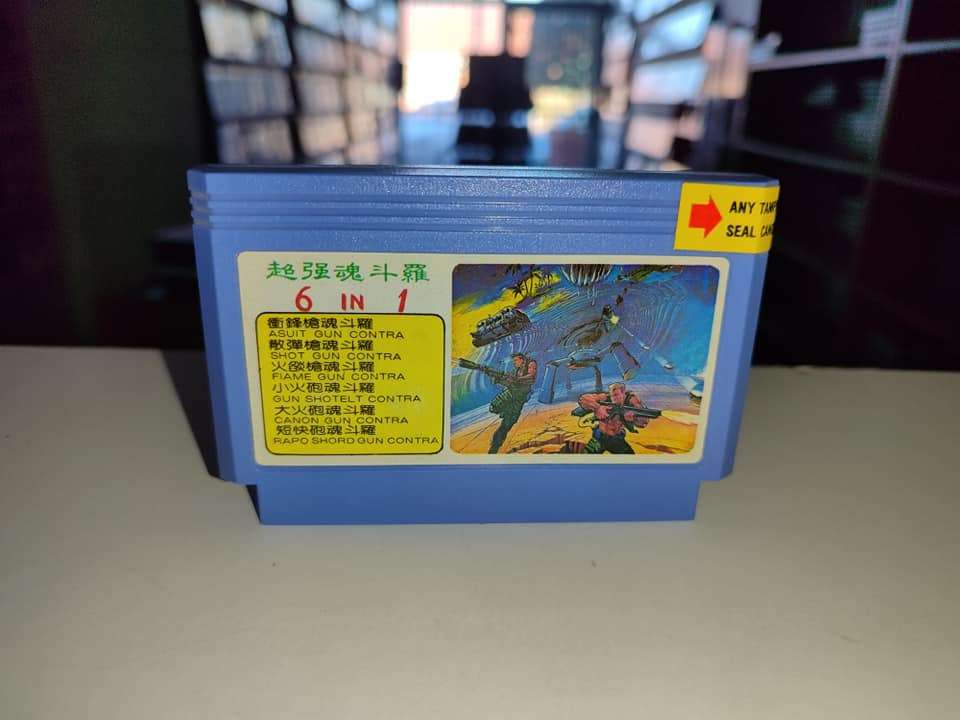 超强魂斗羅
6 IN 1
衝鋒槍魂斗羅
ASUIT GUN CONTRA
散彈槍魂斗羅
SHOT GUN CONTRA
火燄槍魂斗羅
FIAME GUN CONTRA
小火砲魂斗羅
GUN SHOTELT CONTRA
大火砲魂斗羅
CANON GUN CONTRA
短快砲魂斗羅
RAPO SHORD GUN CONTRA
ANY
SEAL